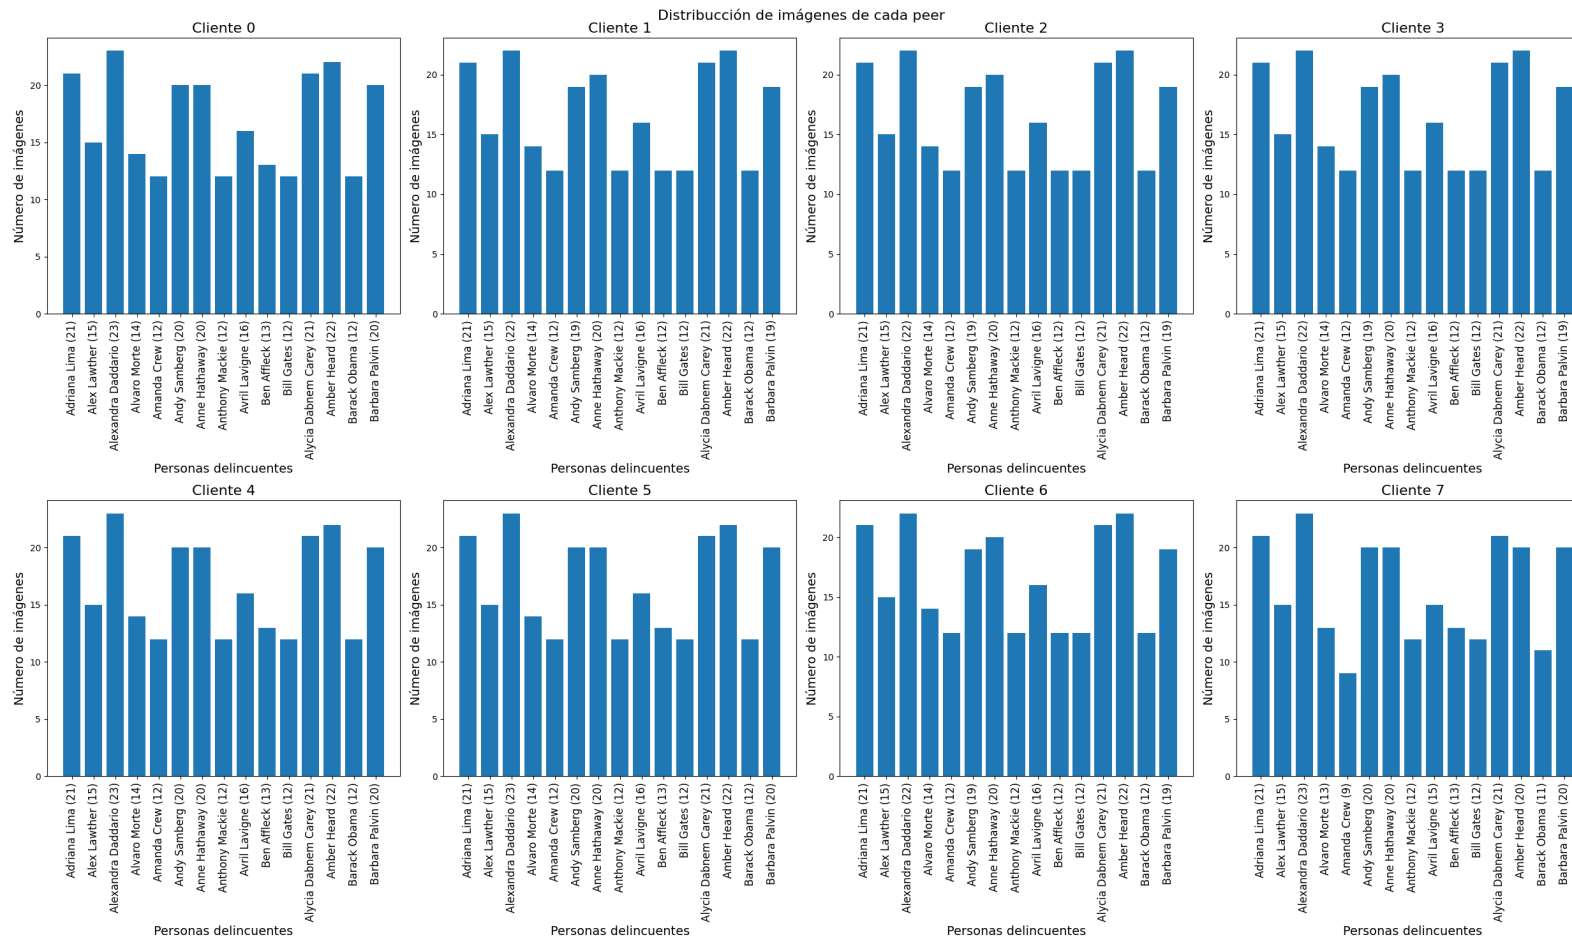 Distribucción de imágenes de cada peer
Cliente 0
Número de imágenes
20
15
10
5
0
Adriana Lima (21)
Alex Lawther (15)
Alexandra Daddario (23)
Alvaro Morte (14)
Amanda Crew (12)
Andy Samberg (20)
Anne Hathaway (20)
Anthony Mackie (12)
Avril Lavigne (16)
Ben Affleck (13)
Bill Gates (12)
Alycia Dabnem Carey (21)
Amber Heard (22)
Barack Obama (12)
Barbara Palvin (20)
Personas delincuentes
Cliente 1
Número de imágenes
20
15
10
5
0
Adriana Lima (21)
Alex Lawther (15)
Alexandra Daddario (22)
Alvaro Morte (14)
Amanda Crew (12)
Andy Samberg (19)
Anne Hathaway (20)
Anthony Mackie (12)
Avril Lavigne (16)
Ben Affleck (12)
Bill Gates (12)
Alycia Dabnem Carey (21)
Amber Heard (22)
Barack Obama (12)
Barbara Palvin (19)
Personas delincuentes
Cliente 2
Número de imágenes
20
15
10
5
0
Adriana Lima (21)
Alex Lawther (15)
Alexandra Daddario (22)
Alvaro Morte (14)
Amanda Crew (12)
Andy Samberg (19)
Anne Hathaway (20)
Anthony Mackie (12)
Avril Lavigne (16)
Ben Affleck (12)
Bill Gates (12)
Alycia Dabnem Carey (21)
Amber Heard (22)
Barack Obama (12)
Barbara Palvin (19)
Personas delincuentes
Cliente 3
Número de imágenes
20
15
10
5
0
Adriana Lima (21)
Alex Lawther (15)
Alexandra Daddario (22)
Alvaro Morte (14)
Amanda Crew (12)
Andy Samberg (19)
Anne Hathaway (20)
Anthony Mackie (12)
Avril Lavigne (16)
Ben Affleck (12)
Bill Gates (12)
Alycia Dabnem Carey (21)
Amber Heard (22)
Barack Obama (12)
Barbara Palvin (19)
Personas delincuentes
Cliente 4
Número de imágenes
20
15
10
5
0
Adriana Lima (21)
Alex Lawther (15)
Alexandra Daddario (23)
Alvaro Morte (14)
Amanda Crew (12)
Andy Samberg (20)
Anne Hathaway (20)
Anthony Mackie (12)
Avril Lavigne (16)
Ben Affleck (13)
Bill Gates (12)
Alycia Dabnem Carey (21)
Amber Heard (22)
Barack Obama (12)
Barbara Palvin (20)
Personas delincuentes
Cliente 5
Número de imágenes
20
15
10
5
0
Adriana Lima (21)
Alex Lawther (15)
Alexandra Daddario (23)
Alvaro Morte (14)
Amanda Crew (12)
Andy Samberg (20)
Anne Hathaway (20)
Anthony Mackie (12)
Avril Lavigne (16)
Ben Affleck (13)
Bill Gates (12)
Alycia Dabnem Carey (21)
Amber Heard (22)
Barack Obama (12)
Barbara Palvin (20)
Personas delincuentes
Cliente 6
Número de imágenes
20
15
10
5
0
Adriana Lima (21)
Alex Lawther (15)
Alexandra Daddario (22)
Alvaro Morte (14)
Amanda Crew (12)
Andy Samberg (19)
Anne Hathaway (20)
Anthony Mackie (12)
Avril Lavigne (16)
Ben Affleck (12)
Bill Gates (12)
Alycia Dabnem Carey (21)
Amber Heard (22)
Barack Obama (12)
Barbara Palvin (19)
Personas delincuentes
Cliente 7
Número de imágenes
20
15
10
5
0
Adriana Lima (21)
Alex Lawther (15)
Alexandra Daddario (23)
Alvaro Morte (13)
Amanda Crew (9)
Andy Samberg (20)
Anne Hathaway (20)
Anthony Mackie (12)
Avril Lavigne (15)
Ben Affleck (13)
Bill Gates (12)
Alycia Dabnem Carey (21)
Amber Heard (20)
Barack Obama (11)
Barbara Palvin (20)
Personas delincuentes